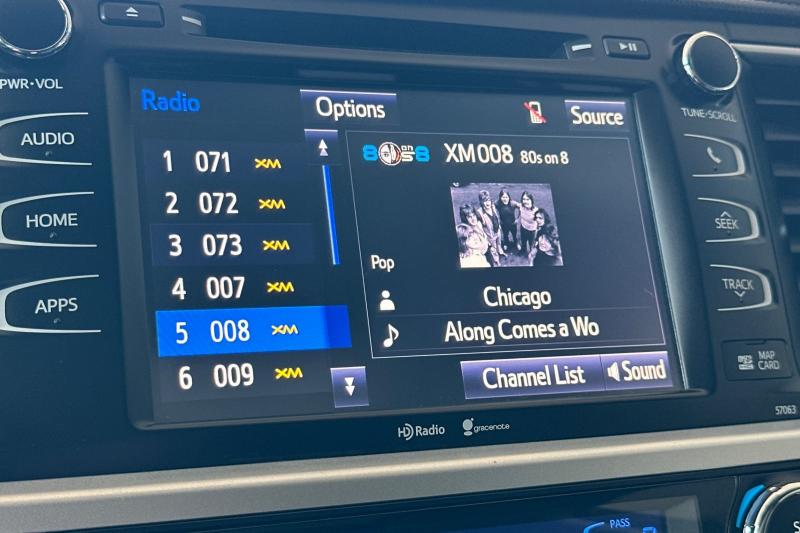 PWR•VOL
AUDIO
HOME
APPS
Radio
Options
Source
1 071 XM
2 072 XM
3 073 XM
4 007 XM
5 008 XM
6 009 XM
8 on 8
80s
XM008 80s on 8
Pop
Chicago
Along Comes a Wo
Channel List
Sound
TUNE•SCROLL
SEEK
TRACK
MAP
CARD
57063
HD Radio
gracenote
PASS
S